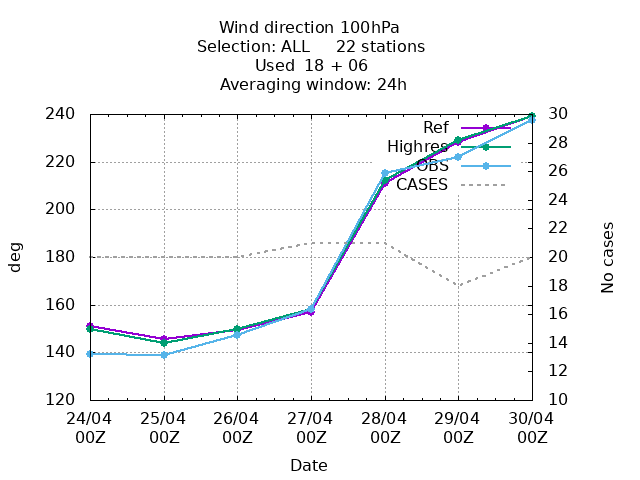 Wind direction 100hPa
Selection: ALL     22 stations
Used  18 + 06
Averaging window: 24h
240
220
200
180
160
140
120
30
28
26
24
22
20
18
16
14
12
10
deg
No cases
Ref
Highres
OBS
CASES
24/04 25/04 26/04 27/04 28/04 29/04 30/04
00Z 00Z 00Z 00Z 00Z 00Z 00Z
Date